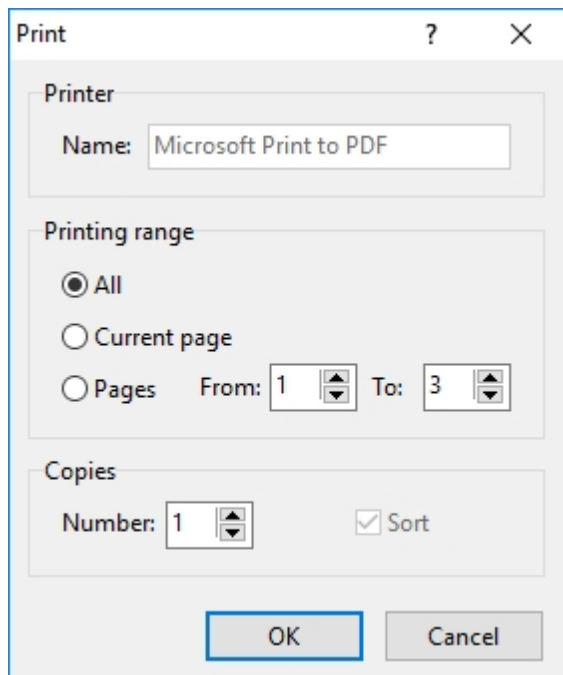 Print ?
Printer
Name: Microsoft Print to PDF
Printing range
All
Current page
Pages From: 1 To: 3
Copies
Number: 1 Sort
OK Cancel